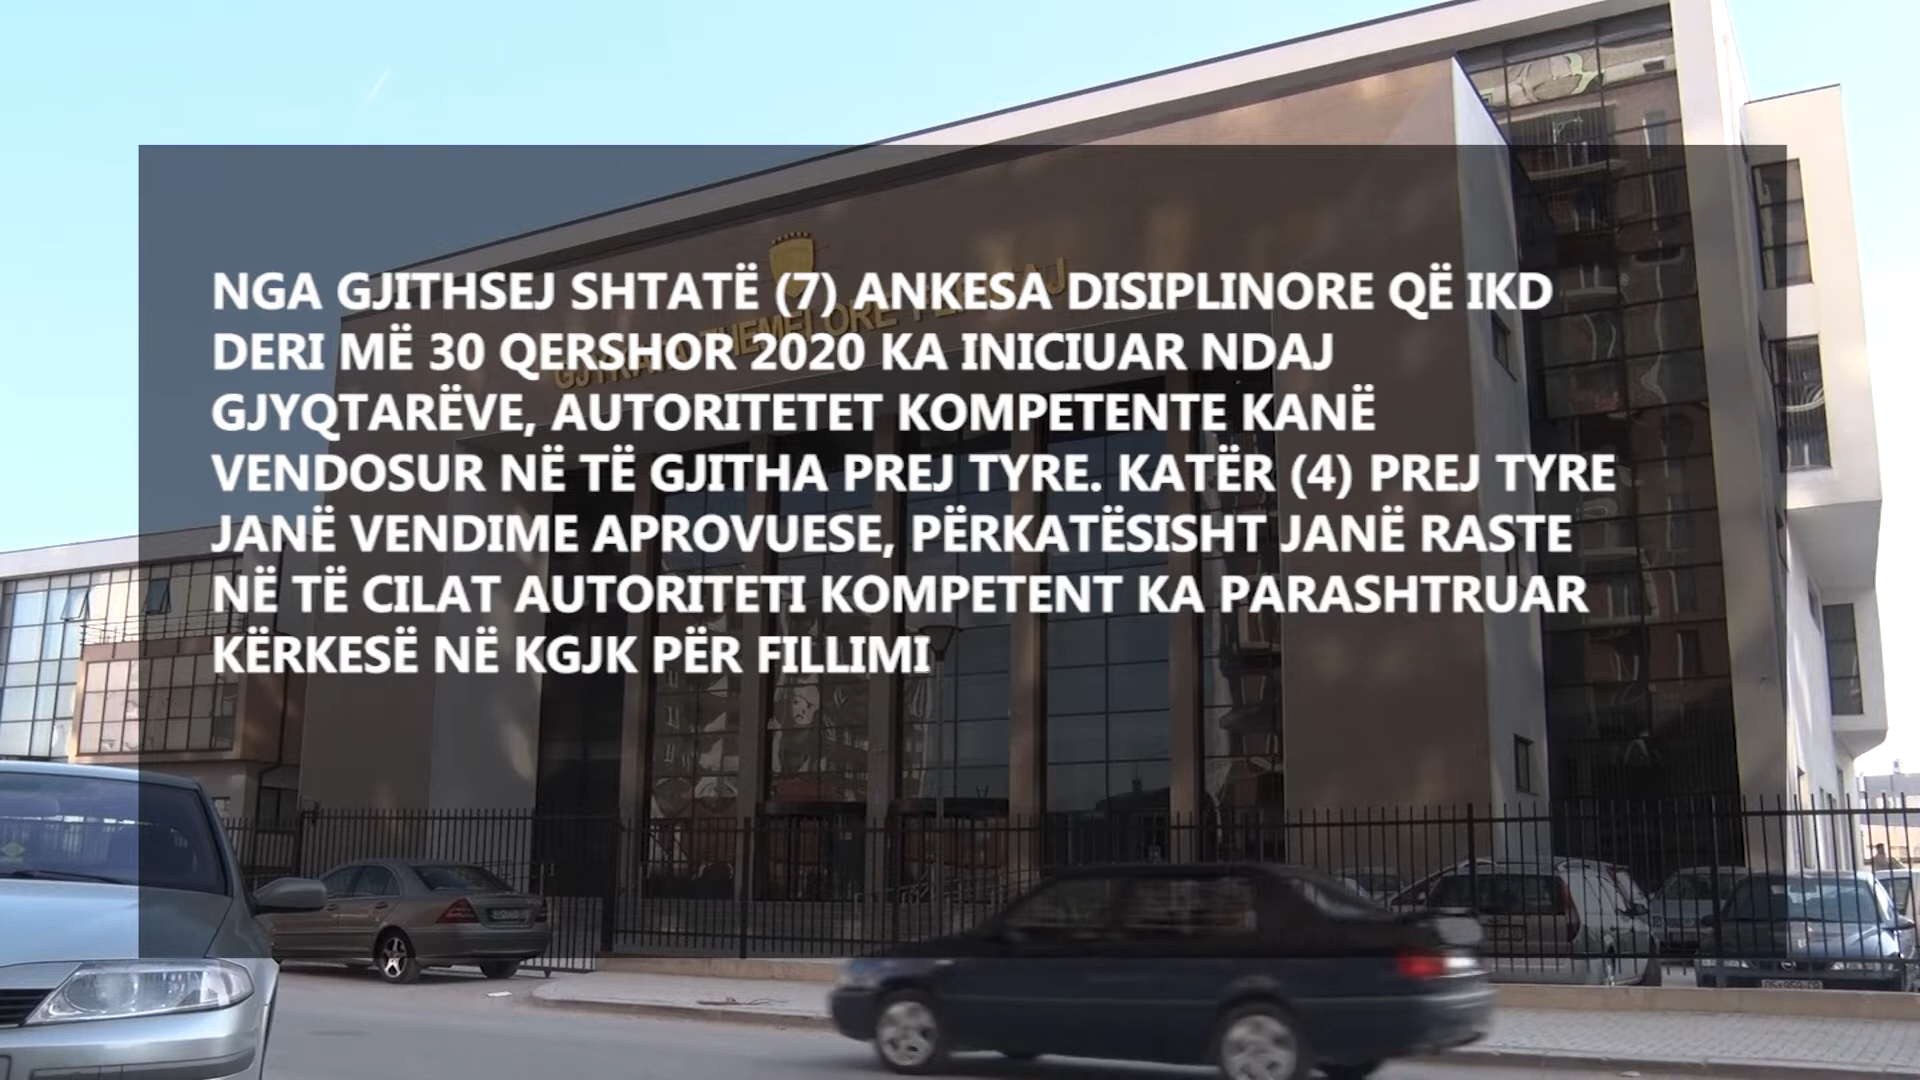 NGA GJITHSEJ SHTATË (7) ANKESA DISIPLINORE QË IKD
DERI MË 30 QERSHOR 2020 KA INICIUAR NDAJ
GJYQTARËVE, AUTORITETET KOMPETENTE KANË
VENDOSUR NË TË GJITHA PREJ TYRE. KATËR (4) PREJ TYRE
JANË VENDIME APROVUESE, PËRKATËSISHT JANË RASTE
NË TË CILAT AUTORITETI KOMPETENT KA PARASHTRUAR
KËRKESË NË KGJK PËR FILLIMI